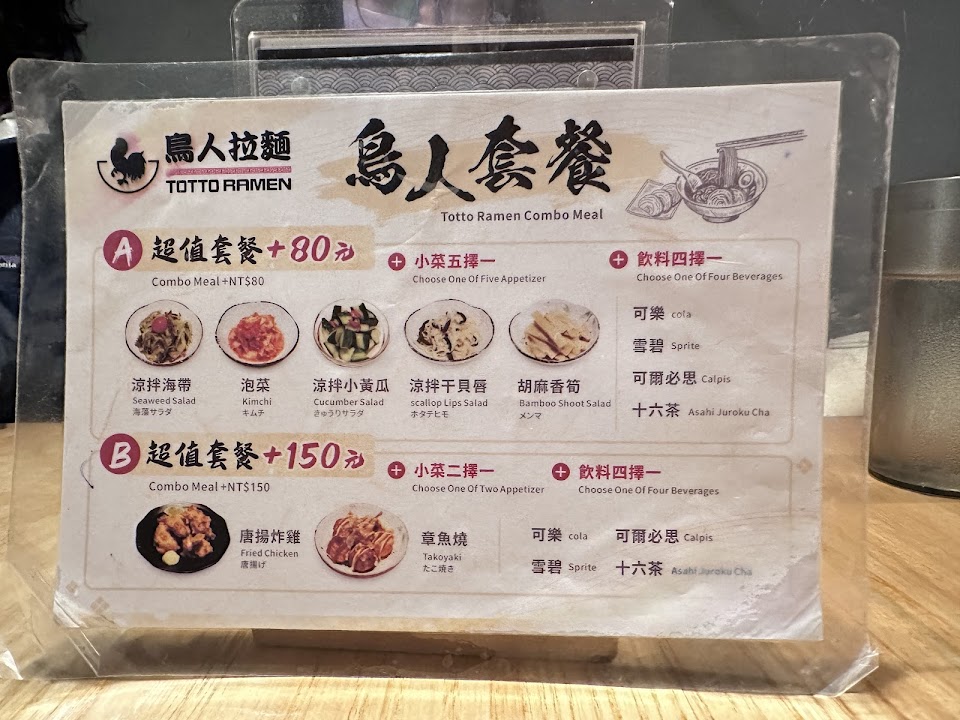 鳥人拉麵
TOTTO RAMEN
鳥人套餐
Totto Ramen Combo Meal
A 超值套餐+80元
Combo Meal +NT$80
+ 小菜五擇一
Choose One Of Five Appetizer
+ 飲料四擇一
Choose One Of Four Beverages
涼拌海帶
Seaweed Salad
海藻サラダ
泡菜
Kimchi
キムチ
涼拌小黃瓜
Cucumber Salad
きゅうりサラダ
涼拌干貝唇
scallop Lips Salad
ホタテヒモ
胡麻香筍
Bamboo Shoot Salad
メンマ
可樂 cola
雪碧 Sprite
可爾必思 Calpis
十六茶 Asahi Juroku Cha
B 超值套餐+150元
Combo Meal +NT$150
+ 小菜二擇一
Choose One Of Two Appetizer
+ 飲料四擇一
Choose One Of Four Beverages
唐揚炸雞
Fried Chicken
唐揚げ
章魚燒
Takoyaki
たこ焼き
可樂 cola
可爾必思 Calpis
雪碧 Sprite
十六茶 Asahi Juroku Cha